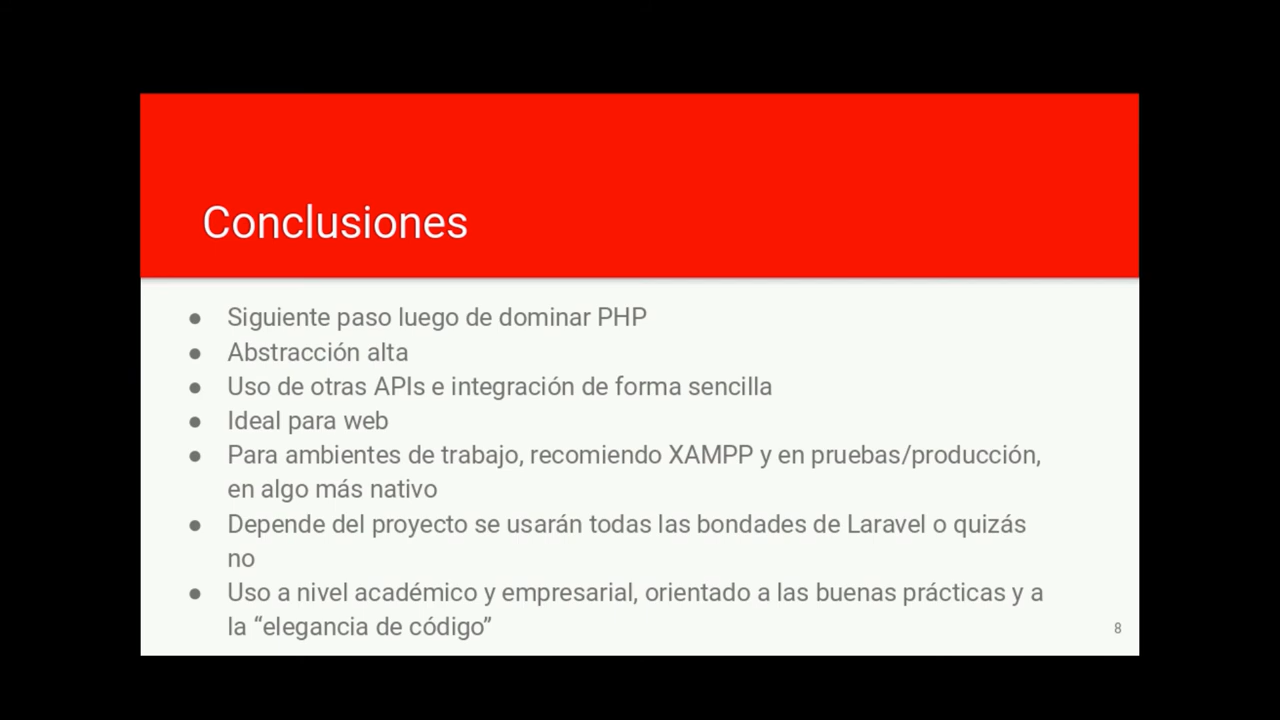 Conclusiones
● Siguiente paso luego de dominar PHP
● Abstracción alta
● Uso de otras APIs e integración de forma sencilla
● Ideal para web
● Para ambientes de trabajo, recomiendo XAMPP y en pruebas/producción,
en algo más nativo
● Depende del proyecto se usarán todas las bondades de Laravel o quizás
no
● Uso a nivel académico y empresarial, orientado a las buenas prácticas y a
la “elegancia de código”
8